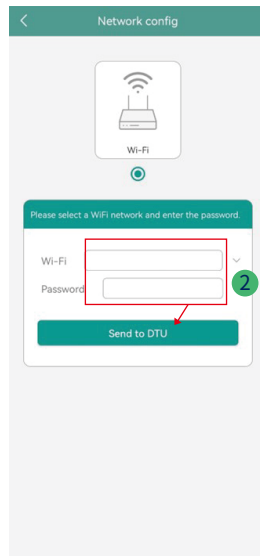 Network config
Wi-Fi
Please select a WiFi network and enter the password.
Wi-Fi
Password
2
Send to DTU